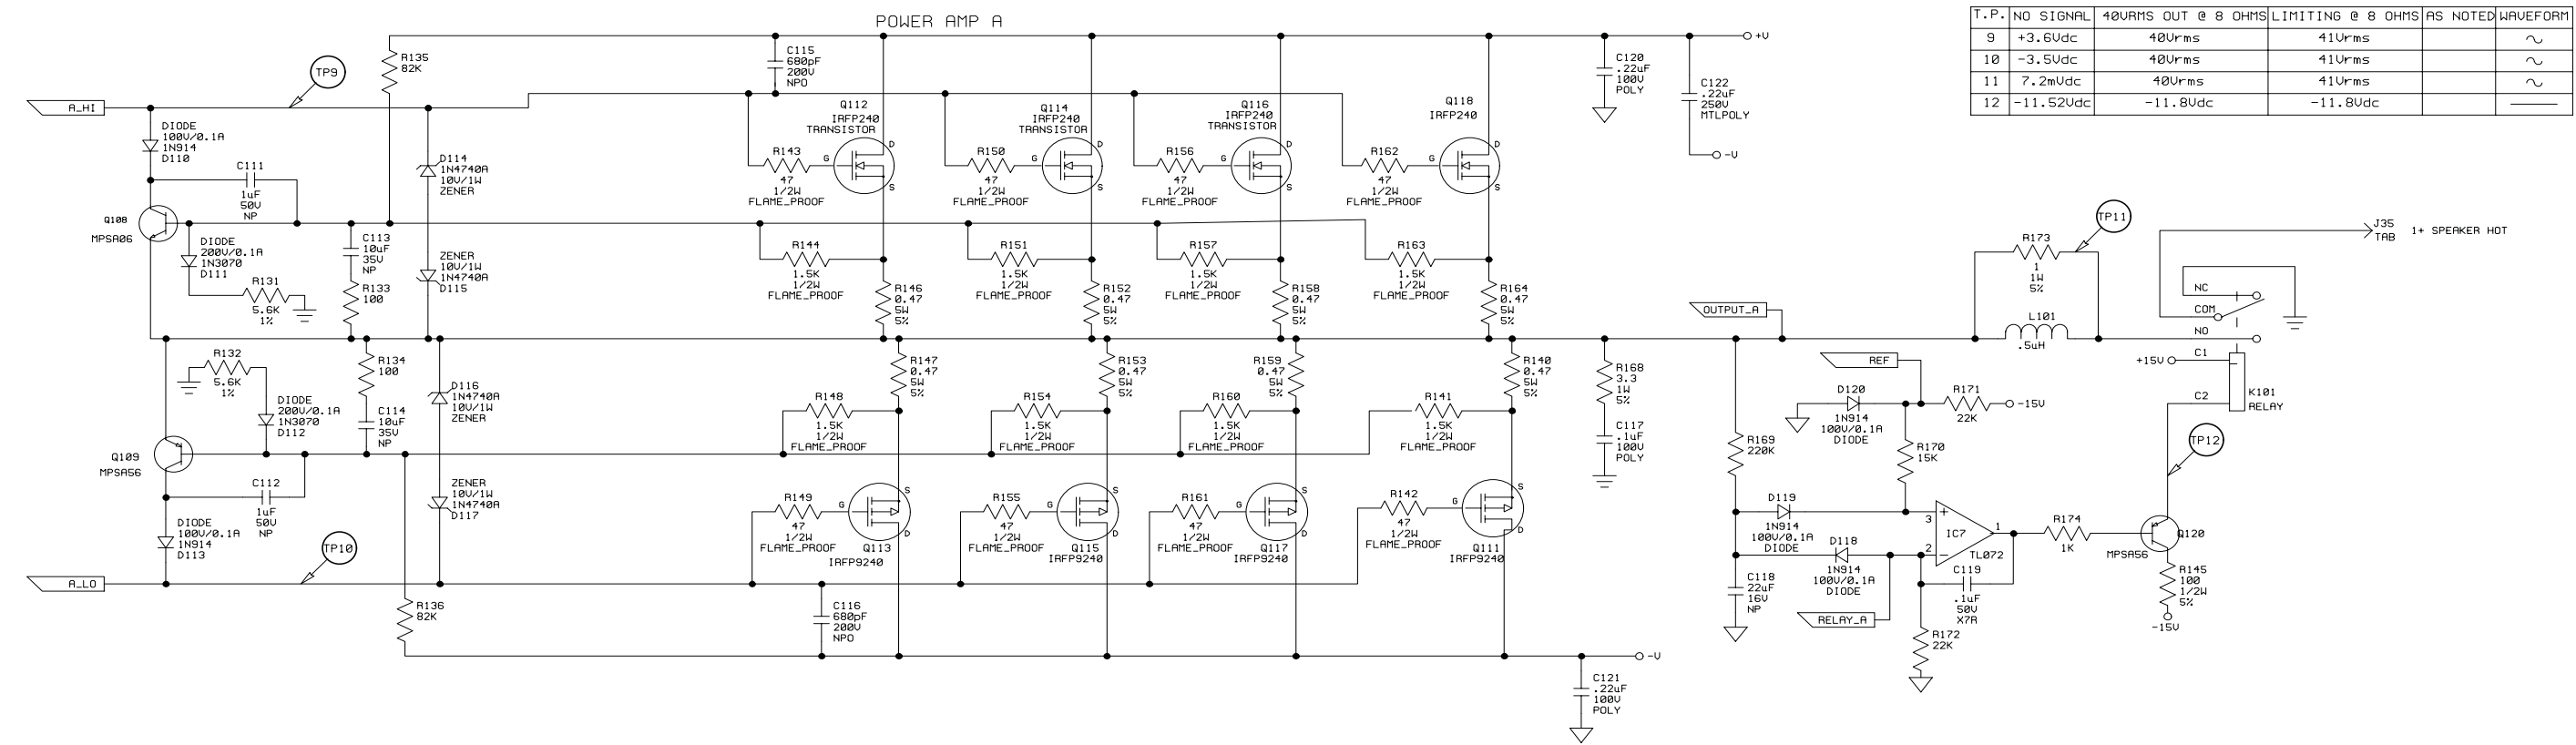 POWER AMP A
T.P. NO SIGNAL 40VRMS OUT @ 8 OHMS LIMITING @ 8 OHMS AS NOTED WAVEFORM
9 +3.6Vdc 40Vrms 41Vrms
10 -3.5Vdc 40Vrms 41Vrms
11 7.2mVdc 40Vrms 41Vrms
12 -11.52Vdc -11.8Vdc -11.8Vdc
A_HI
TP9
R135
82K
C115
680pF
200V
NPO
+V
C120
.22uF
100V
POLY
C122
.22uF
250V
MTLPOLY
-V
DIODE
100V/0.1A
1N914
D110
C111
1uF
50V
NP
D114
1N4740A
10V/1W
ZENER
Q112
IRFP240
TRANSISTOR
D
G
S
R143
47
1/2W
FLAME_PROOF
Q114
IRFP240
TRANSISTOR
D
G
S
R150
47
1/2W
FLAME_PROOF
Q116
IRFP240
TRANSISTOR
D
G
S
R156
47
1/2W
FLAME_PROOF
Q118
IRFP240
D
G
S
R162
47
1/2W
FLAME_PROOF
Q108
MPSA06
DIODE
200V/0.1A
1N3070
D111
R131
5.6K
1%
C113
10uF
35V
NP
R133
100
ZENER
10V/1W
1N4740A
D115
R144
1.5K
1/2W
FLAME_PROOF
R146
0.47
5W
5%
R151
1.5K
1/2W
FLAME_PROOF
R152
0.47
5W
5%
R157
1.5K
1/2W
FLAME_PROOF
R158
0.47
5W
5%
R163
1.5K
1/2W
FLAME_PROOF
R164
0.47
5W
5%
OUTPUT_A
TP11
R173
1
1W
5%
L101
.5uH
J35
TAB
1+ SPEAKER HOT
NC
COM
NO
+15V
C1
C2
K101
RELAY
R132
5.6K
1%
DIODE
200V/0.1A
1N3070
D112
R134
100
C114
10uF
35V
NP
D116
1N4740A
10V/1W
ZENER
R147
0.47
5W
5%
R148
1.5K
1/2W
FLAME_PROOF
R153
0.47
5W
5%
R154
1.5K
1/2W
FLAME_PROOF
R159
0.47
5W
5%
R160
1.5K
1/2W
FLAME_PROOF
R140
0.47
5W
5%
R141
1.5K
1/2W
FLAME_PROOF
R168
3.3
1W
5%
C117
.1uF
100V
POLY
REF
D120
1N914
100V/0.1A
DIODE
R171
22K
-15V
R169
220K
R170
15K
TP12
Q109
MPSA56
C112
1uF
50V
NP
DIODE
100V/0.1A
1N914
D113
TP10
A_LO
ZENER
10V/1W
1N4740A
D117
R149
47
1/2W
FLAME_PROOF
G
S
D
Q113
IRFP9240
R155
47
1/2W
FLAME_PROOF
G
S
D
Q115
IRFP9240
R161
47
1/2W
FLAME_PROOF
G
S
D
Q117
IRFP9240
R142
47
1/2W
FLAME_PROOF
G
S
D
Q111
IRFP9240
D119
1N914
100V/0.1A
DIODE
D118
1N914
100V/0.1A
DIODE
3
+
2
−
1
IC7
TL072
R174
1K
Q120
MPSA56
C118
22uF
16V
NP
C119
.1uF
50V
X7R
RELAY_A
R172
22K
R145
100
1/2W
5%
-15V
R136
82K
C116
680pF
200V
NPO
-V
C121
.22uF
100V
POLY